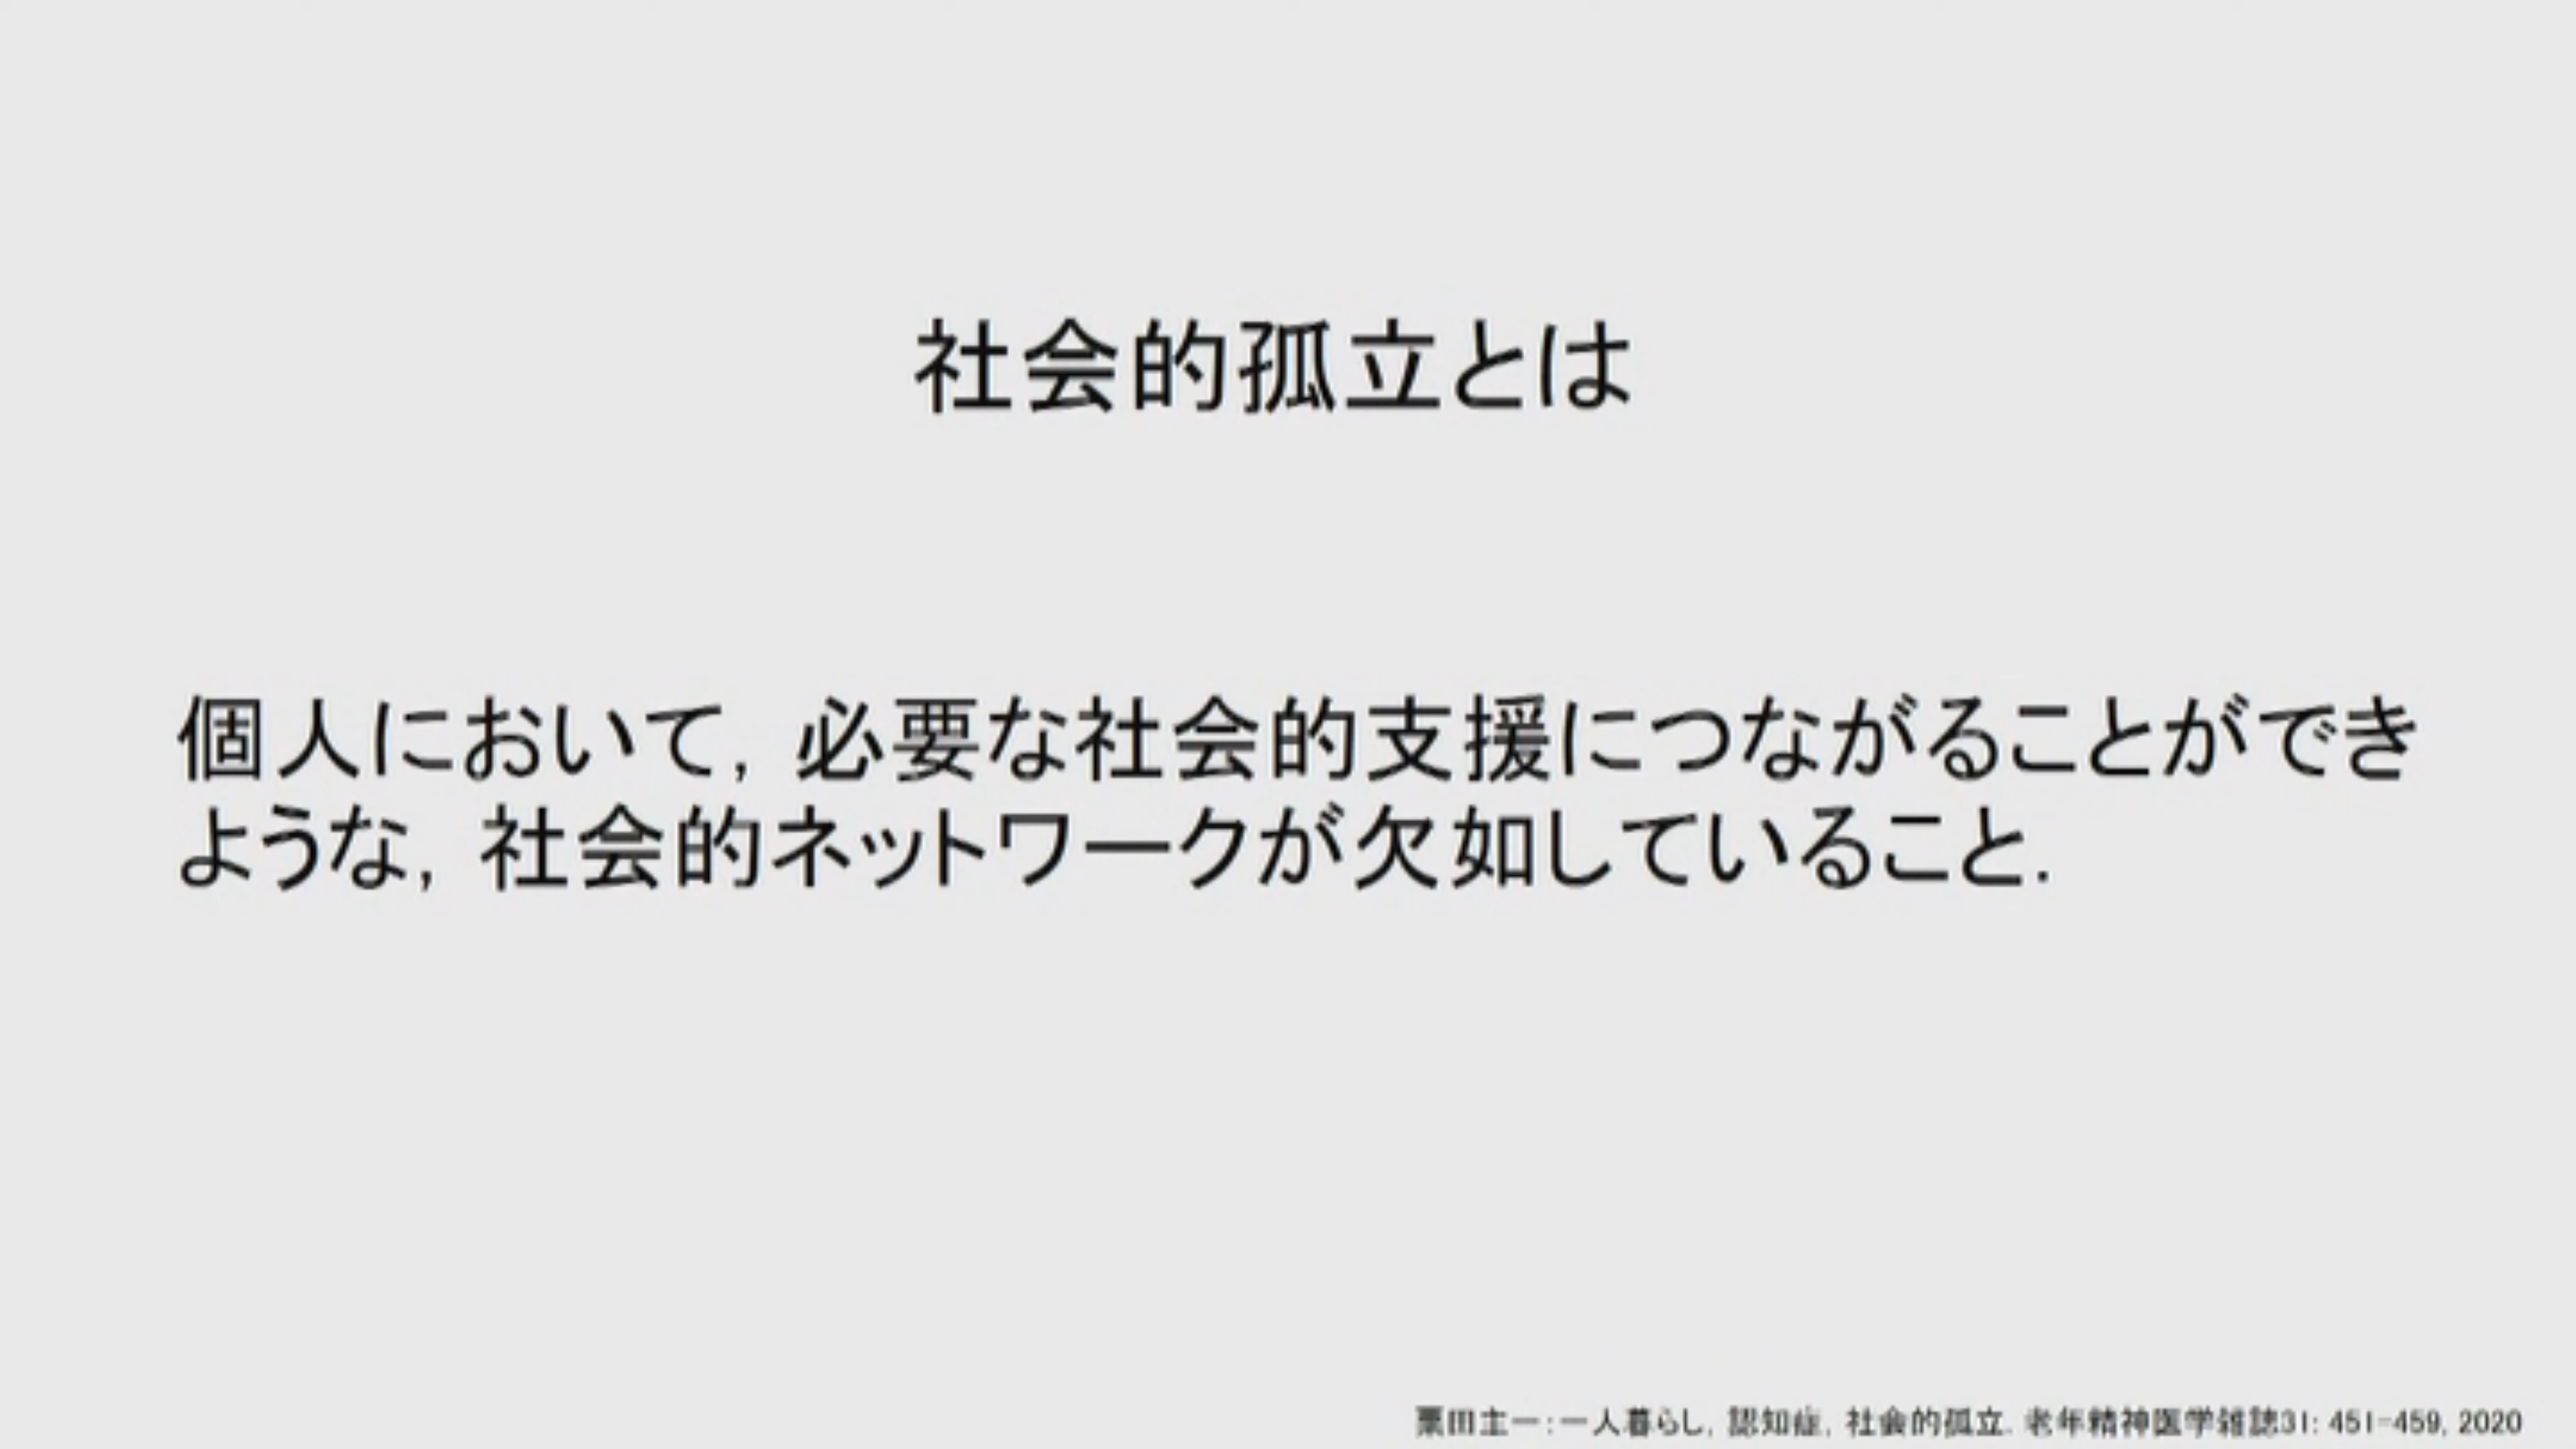 社会的孤立とは
個人において, 必要な社会的支援につながることができ
ような, 社会的ネットワークが欠如していること.
粟田主一:一人暮らし, 認知症, 社会的孤立. 老年精神医学雑誌31: 451-459, 2020